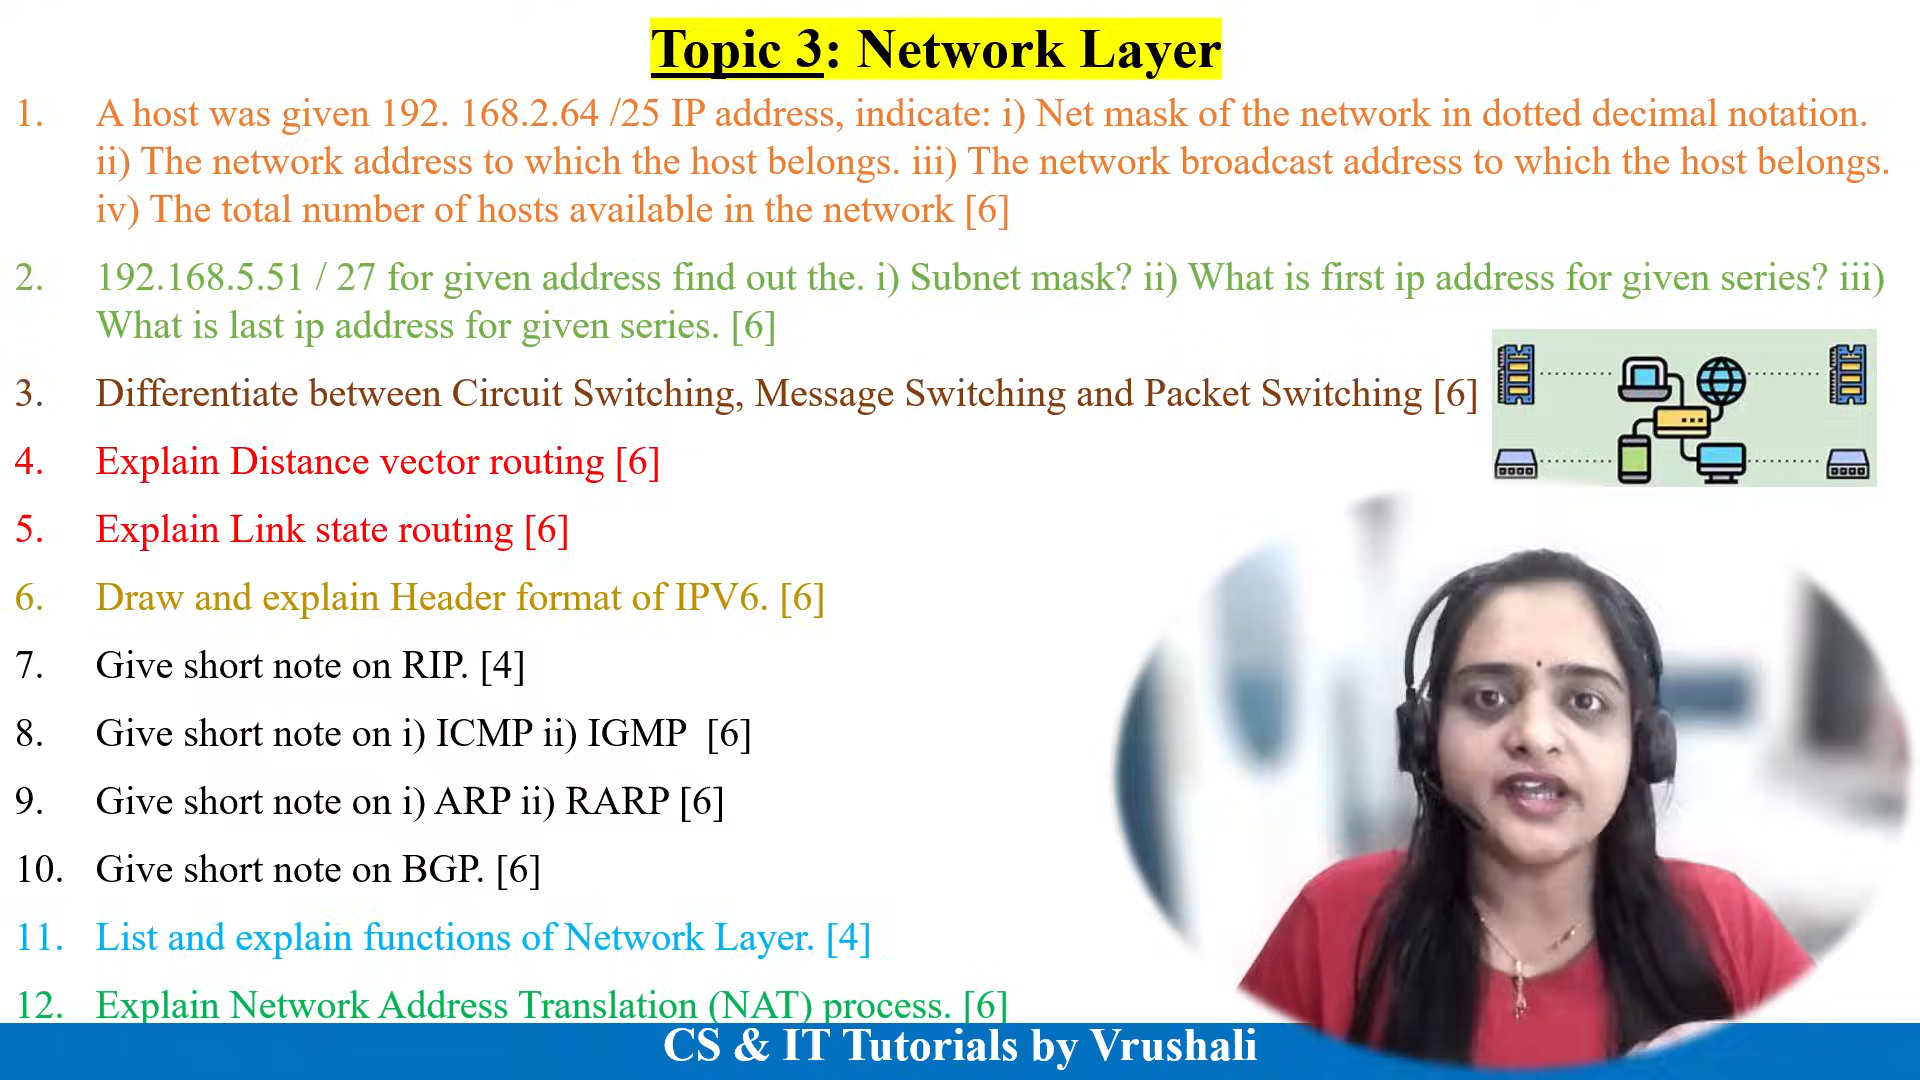 Topic 3: Network Layer
1. A host was given 192. 168.2.64 /25 IP address, indicate: i) Net mask of the network in dotted decimal notation.
ii) The network address to which the host belongs. iii) The network broadcast address to which the host belongs.
iv) The total number of hosts available in the network [6]
2. 192.168.5.51 / 27 for given address find out the. i) Subnet mask? ii) What is first ip address for given series? iii)
What is last ip address for given series. [6]
3. Differentiate between Circuit Switching, Message Switching and Packet Switching [6]
4. Explain Distance vector routing [6]
5. Explain Link state routing [6]
6. Draw and explain Header format of IPV6. [6]
7. Give short note on RIP. [4]
8. Give short note on i) ICMP ii) IGMP [6]
9. Give short note on i) ARP ii) RARP [6]
10. Give short note on BGP. [6]
11. List and explain functions of Network Layer. [4]
12. Explain Network Address Translation (NAT) process. [6]
CS & IT Tutorials by Vrushali